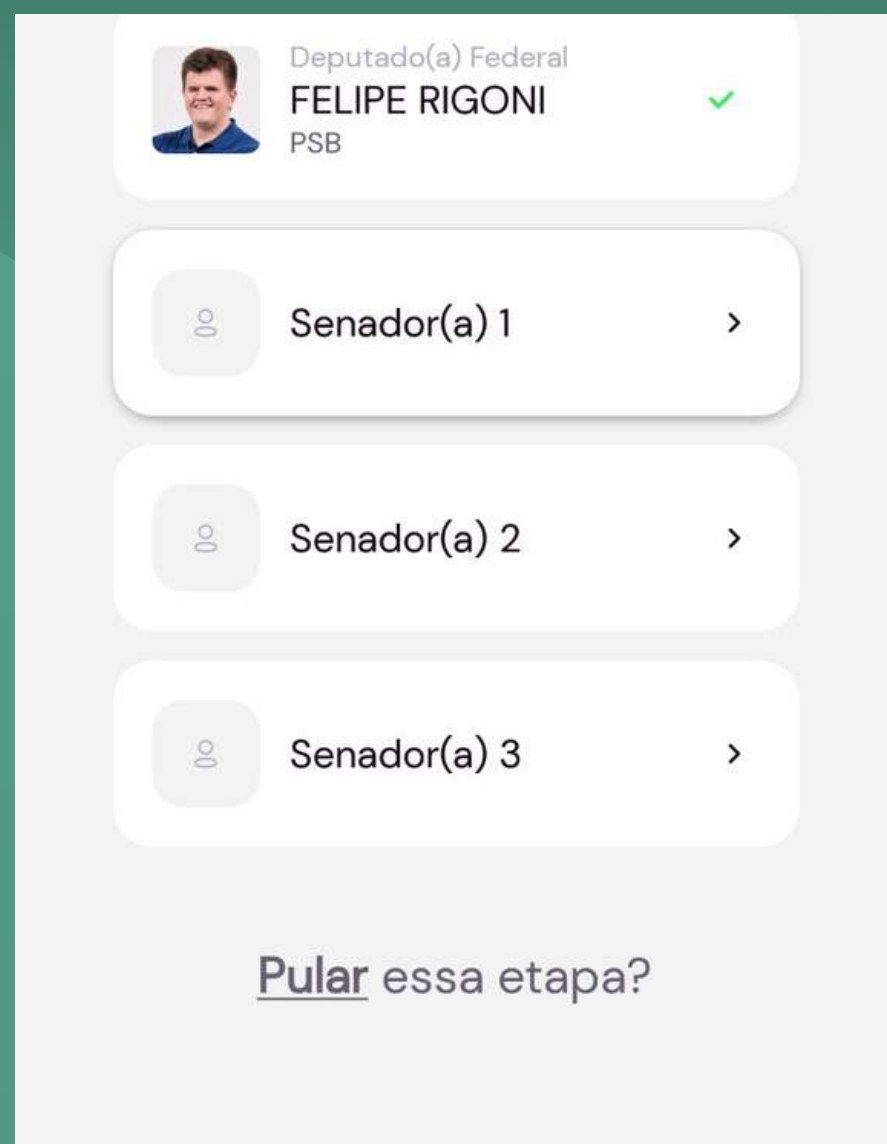 Deputado(a) Federal
FELIPE RIGONI
PSB
Senador(a) 1
Senador(a) 2
Senador(a) 3
Pular essa etapa?